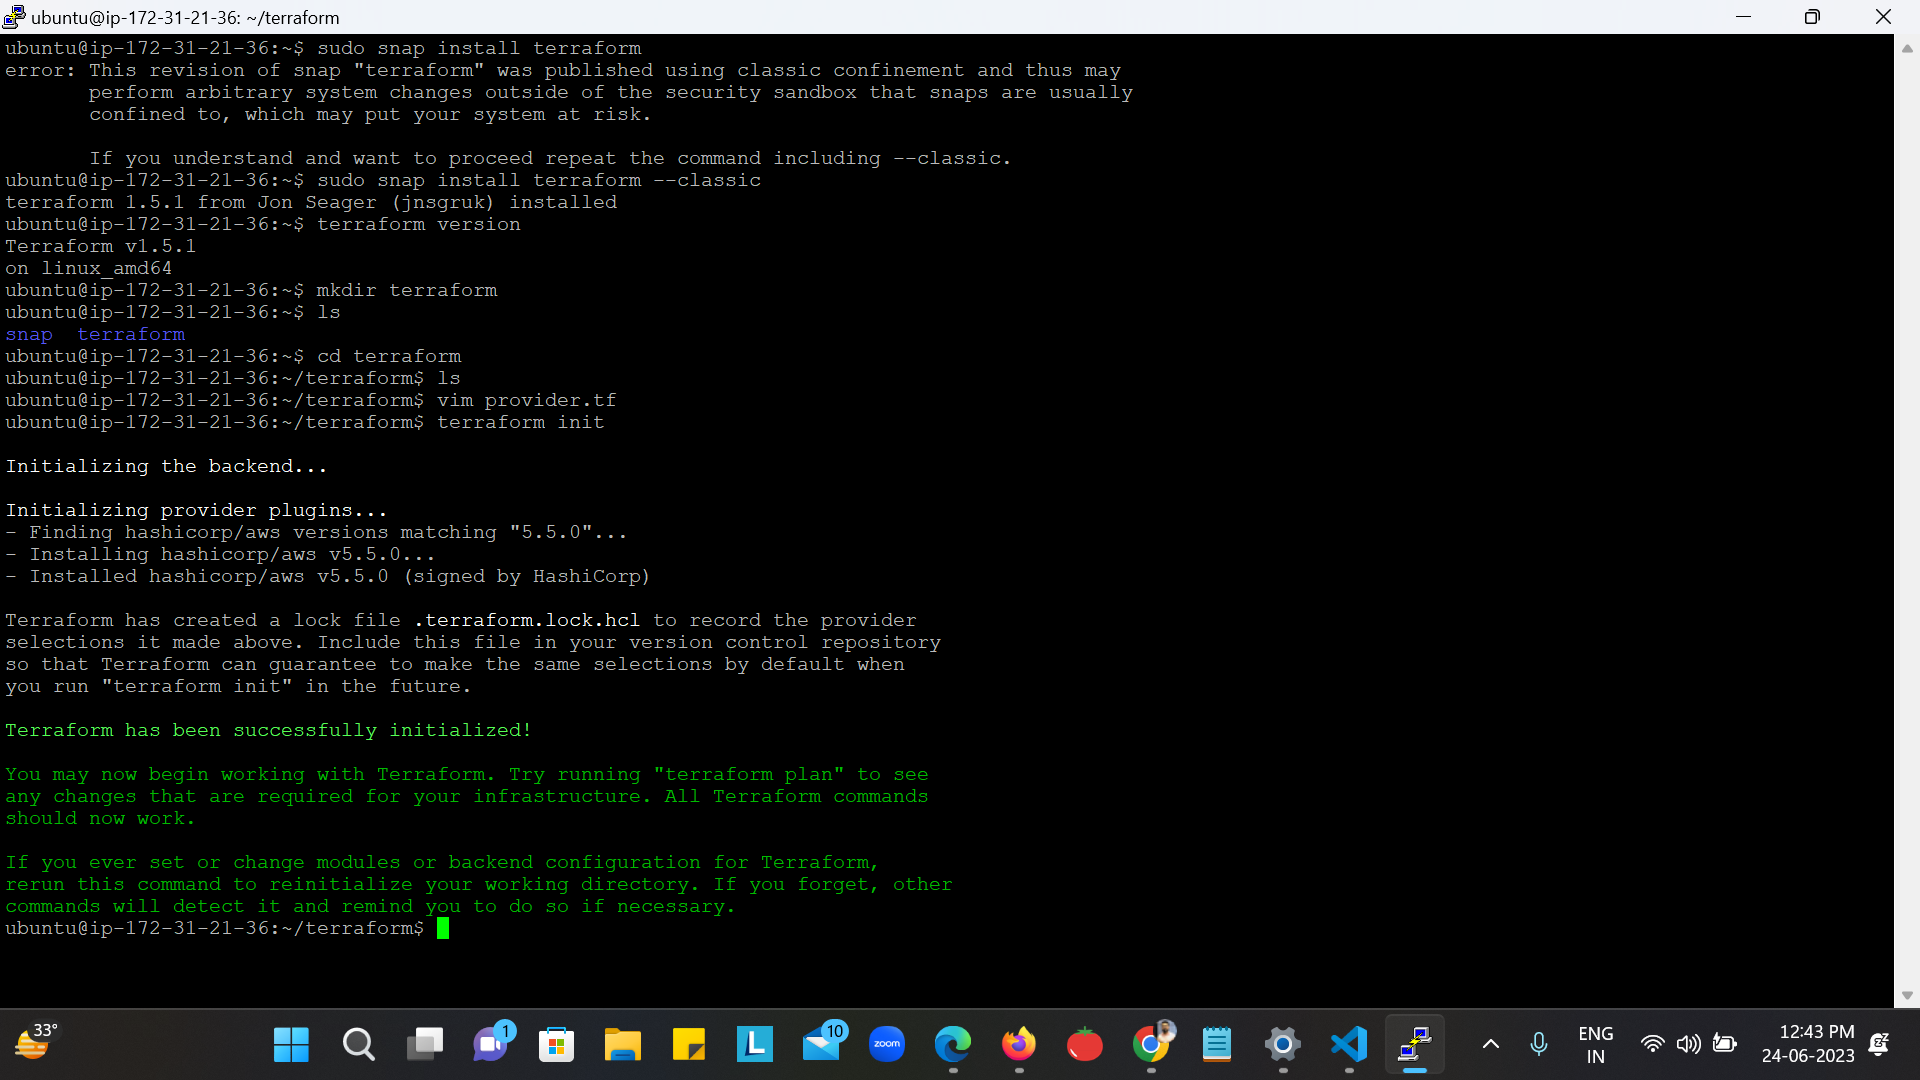 ubuntu@ip-172-31-21-36: ~/terraform
ubuntu@ip-172-31-21-36:~$ sudo snap install terraform
error: This revision of snap "terraform" was published using classic confinement and thus may
       perform arbitrary system changes outside of the security sandbox that snaps are usually
       confined to, which may put your system at risk.
       If you understand and want to proceed repeat the command including --classic.
ubuntu@ip-172-31-21-36:~$ sudo snap install terraform --classic
terraform 1.5.1 from Jon Seager (jnsgruk) installed
ubuntu@ip-172-31-21-36:~$ terraform version
Terraform v1.5.1
on linux_amd64
ubuntu@ip-172-31-21-36:~$ mkdir terraform
ubuntu@ip-172-31-21-36:~$ ls
snap  terraform
ubuntu@ip-172-31-21-36:~$ cd terraform
ubuntu@ip-172-31-21-36:~/terraform$ ls
ubuntu@ip-172-31-21-36:~/terraform$ vim provider.tf
ubuntu@ip-172-31-21-36:~/terraform$ terraform init
Initializing the backend...
Initializing provider plugins...
- Finding hashicorp/aws versions matching "5.5.0"...
- Installing hashicorp/aws v5.5.0...
- Installed hashicorp/aws v5.5.0 (signed by HashiCorp)
Terraform has created a lock file .terraform.lock.hcl to record the provider
selections it made above. Include this file in your version control repository
so that Terraform can guarantee to make the same selections by default when
you run "terraform init" in the future.
Terraform has been successfully initialized!
You may now begin working with Terraform. Try running "terraform plan" to see
any changes that are required for your infrastructure. All Terraform commands
should now work.
If you ever set or change modules or backend configuration for Terraform,
rerun this command to reinitialize your working directory. If you forget, other
commands will detect it and remind you to do so if necessary.
ubuntu@ip-172-31-21-36:~/terraform$
33°
1
L
10
zoom
ENG
IN
12:43 PM
24-06-2023